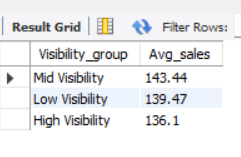 Result Grid Filter Rows:
Visibility_group Avg_sales
Mid Visibility 143.44
Low Visibility 139.47
High Visibility 136.1